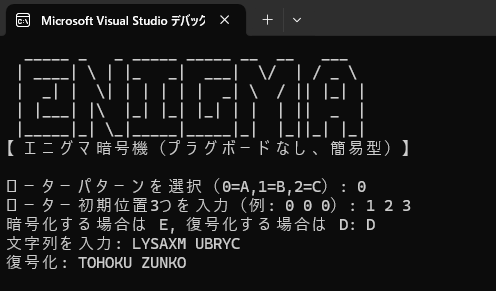 Microsoft Visual Studio デバッグ
ENIGMA
【 エニグマ暗号機（プラグボードなし、簡易型）】
ローターパターンを選択（0=A,1=B,2=C）: 0
ローター初期位置3つを入力（例: 0 0 0）: 1 2 3
暗号化する場合は E, 復号化する場合は D: D
文字列を入力: LYSAXM UBRYC
復号化: TOHOKU ZUNKO